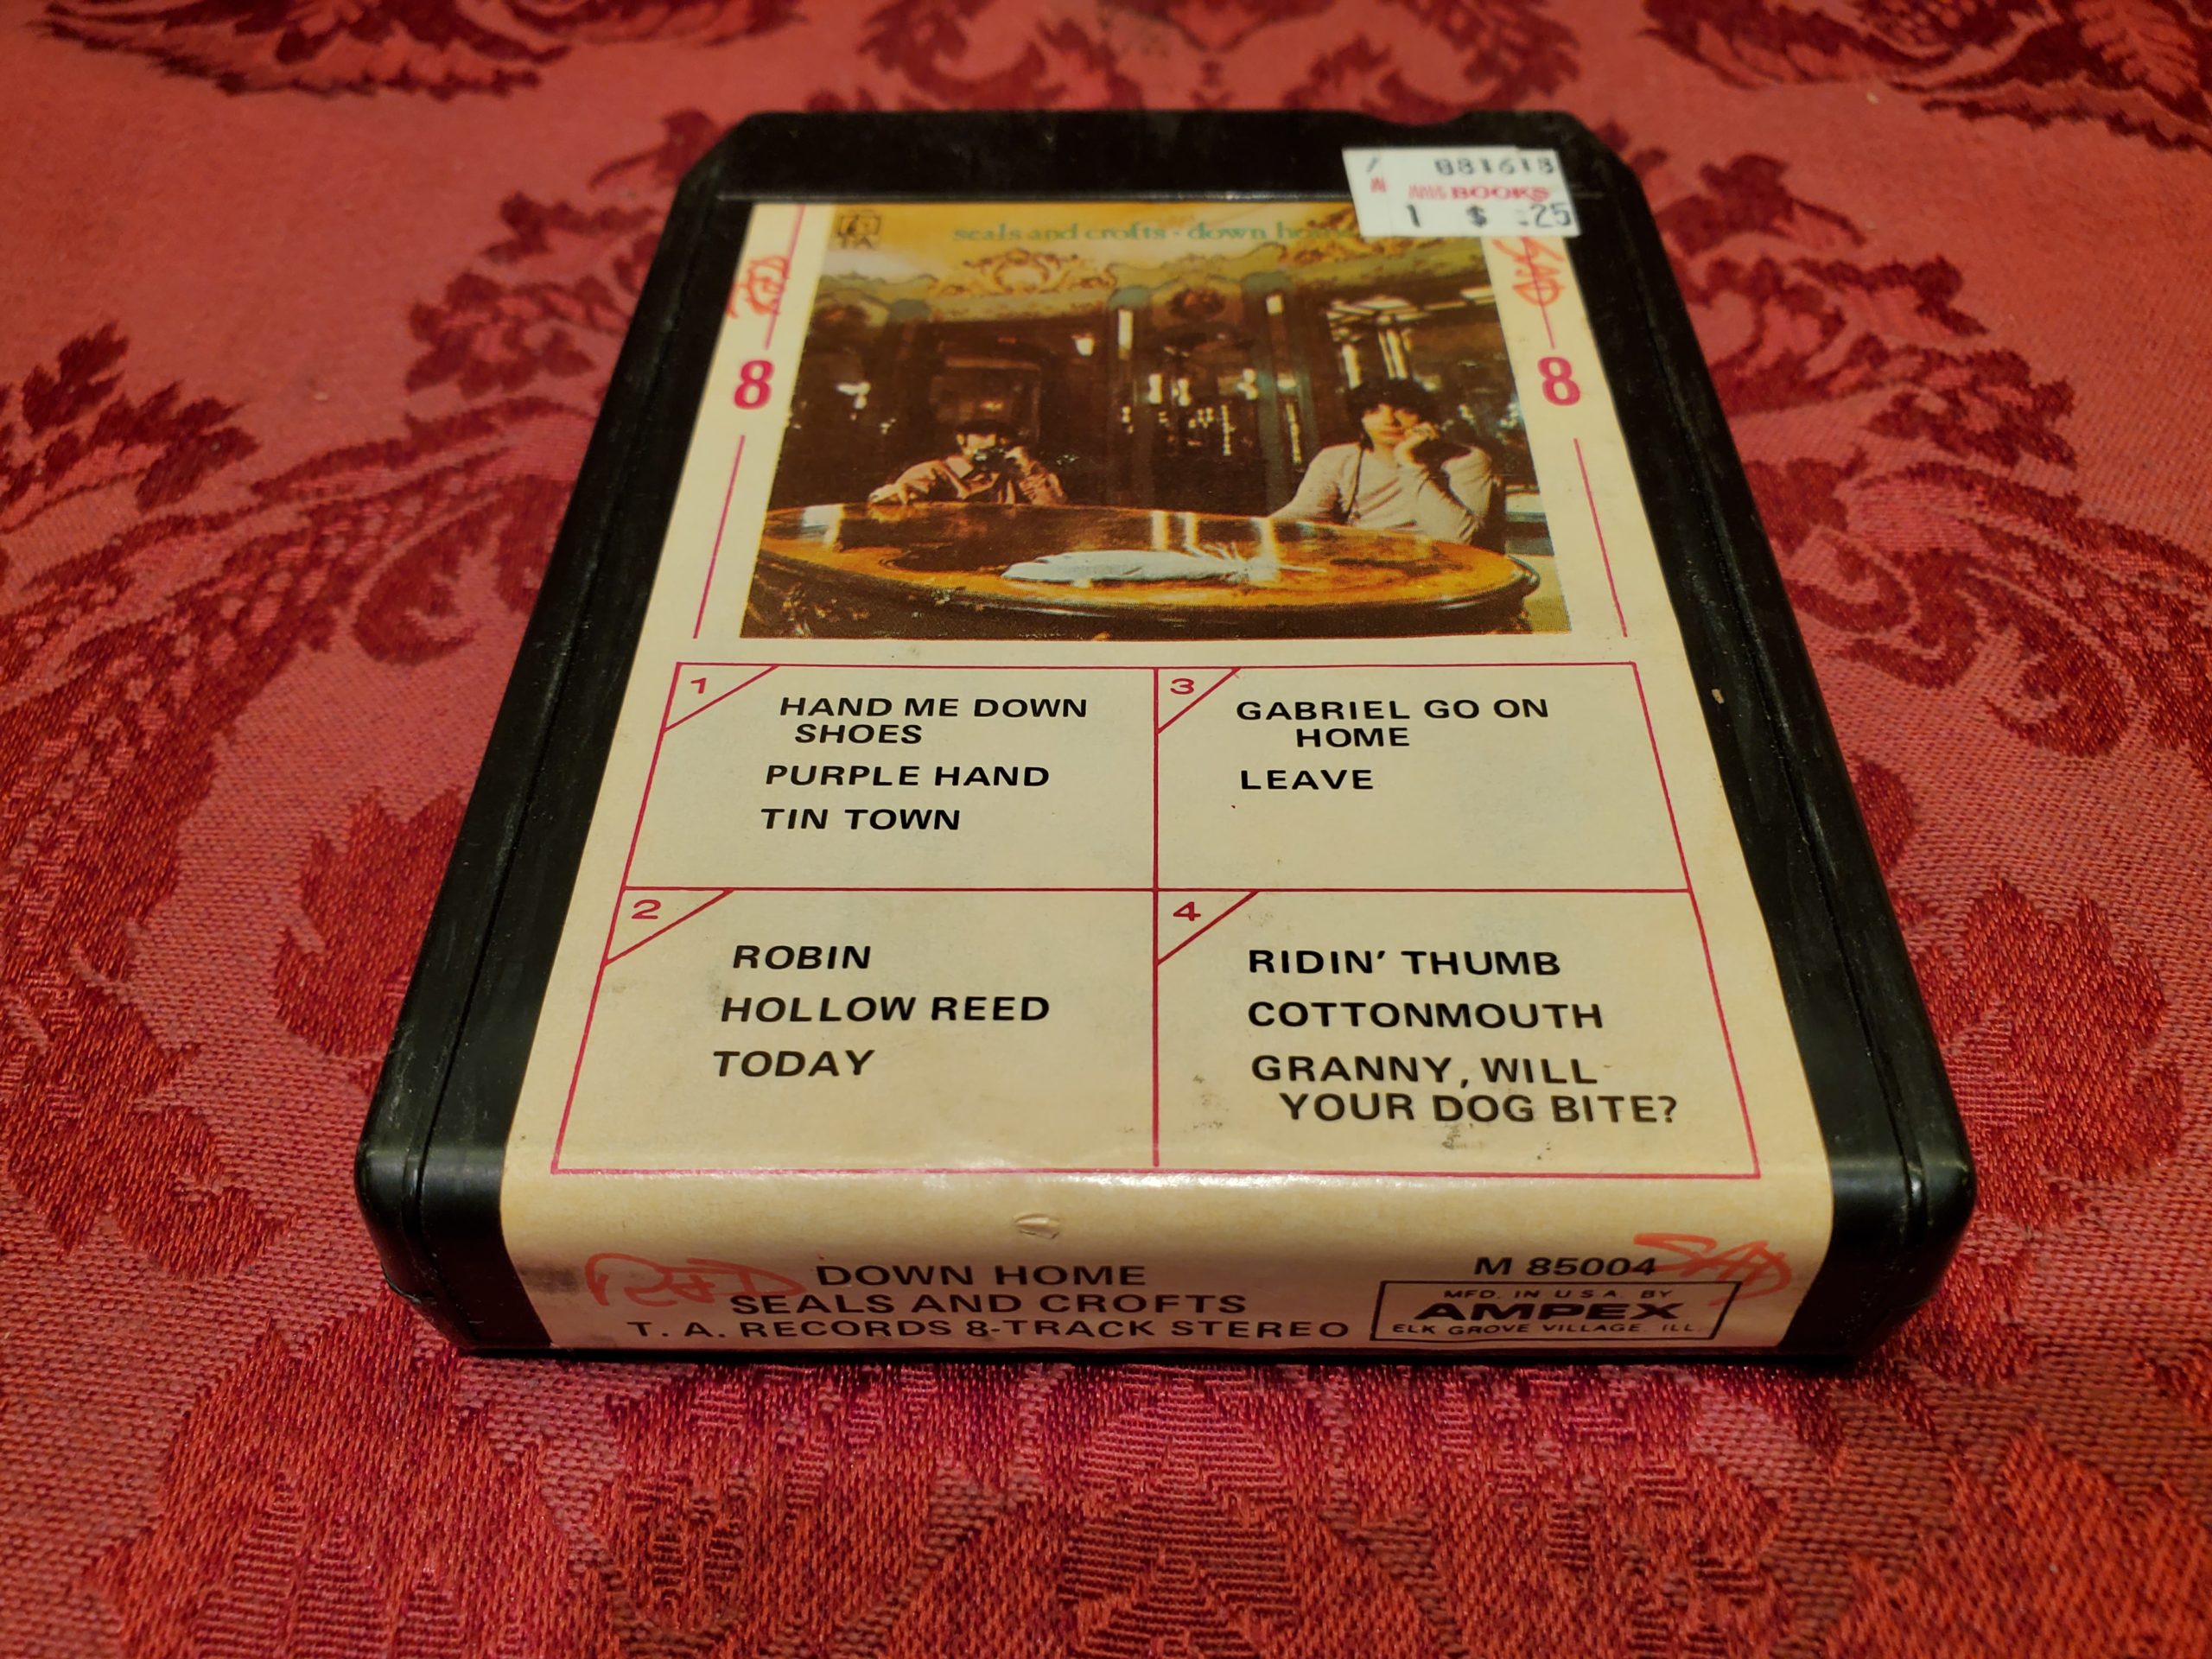 881618
BOOKS
1 $ .25
TA
seals and crofts - down
8
8
1
HAND ME DOWN
SHOES
PURPLE HAND
TIN TOWN
3
GABRIEL GO ON
HOME
LEAVE
2
ROBIN
HOLLOW REED
TODAY
4
RIDIN' THUMB
COTTONMOUTH
GRANNY, WILL
YOUR DOG BITE?
RED
DOWN HOME
SEALS AND CROFTS
T. A. RECORDS 8-TRACK STEREO
M 85004
SAD
MFD. IN U.S.A. BY
AMPEX
ELK GROVE VILLAGE, ILL.